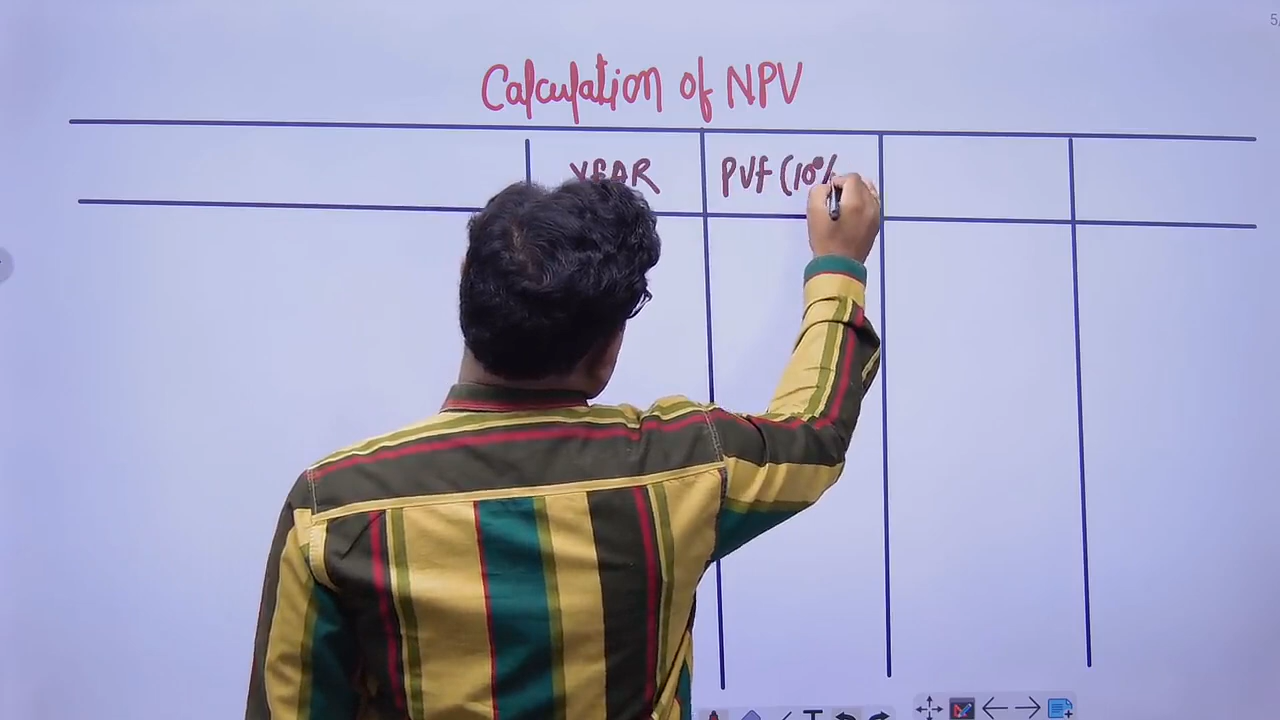 Calculation of NPV
YEAR
PVf (10%